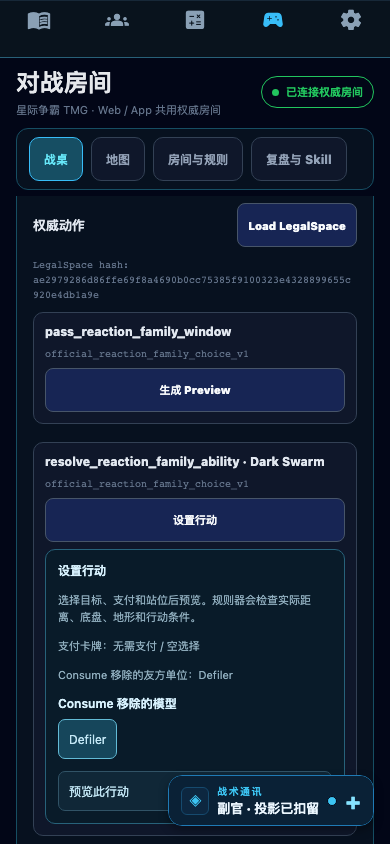 对战房间
已连接权威房间
星际争霸 TMG · Web / App 共用权威房间
战桌
地图
房间与规则
复盘与 Skill
权威动作
Load LegalSpace
LegalSpace hash:
ae2979286d86ffe69f8a4690b0cc75385f9100323e4328899655c
920e4db1a9e
pass_reaction_family_window
official_reaction_family_choice_v1
生成 Preview
resolve_reaction_family_ability · Dark Swarm
official_reaction_family_choice_v1
设置行动
设置行动
选择目标、支付和站位后预览。规则器会检查实际距
离、底盘、地形和行动条件。
支付卡牌：无需支付 / 空选择
Consume 移除的友方单位：Defiler
Consume 移除的模型
Defiler
预览此行动
战术通讯
副官 · 投影已扣留